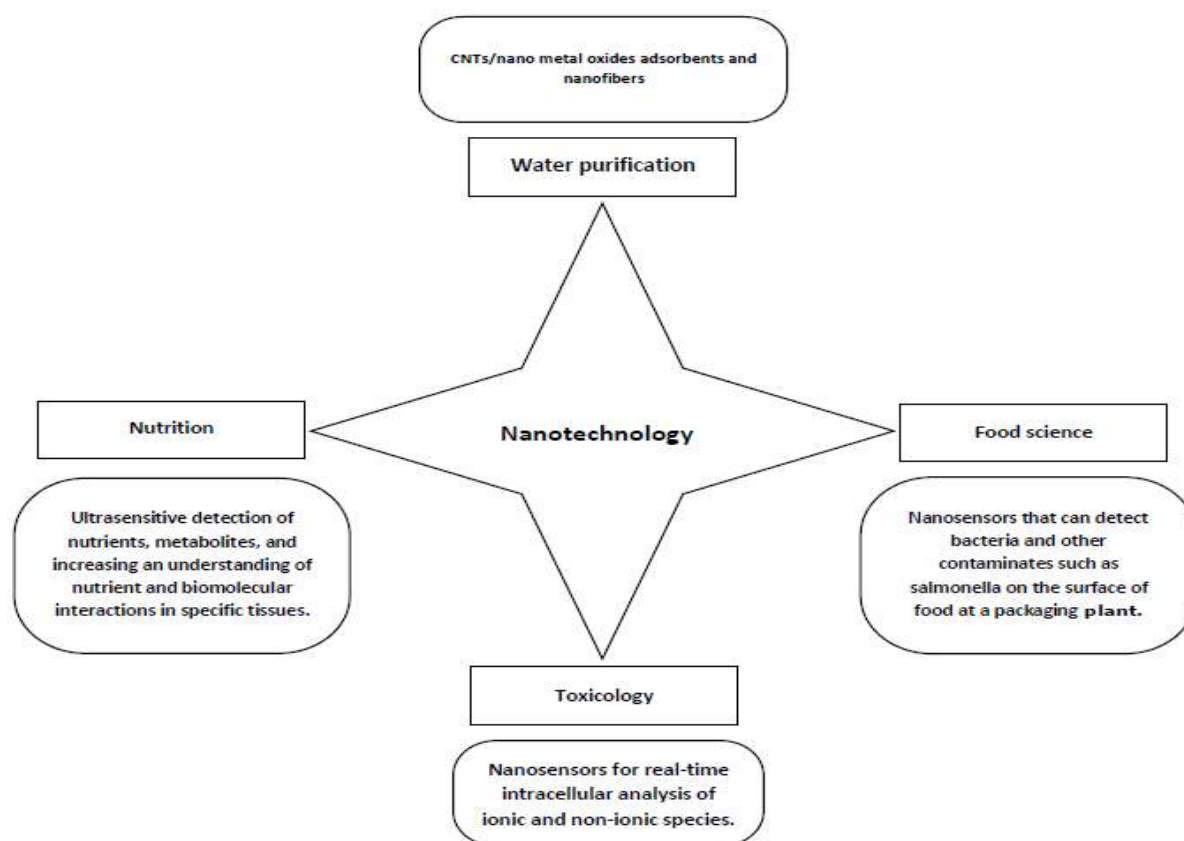 CNTs/nano metal oxides adsorbents and
nanofibers
Water purification
Nanotechnology
Nutrition
Ultrasensitive detection of
nutrients, metabolites, and
increasing an understanding of
nutrient and biomolecular
interactions in specific tissues.
Food science
Nanosensors that can detect
bacteria and other
contaminates such as
salmonella on the surface of
food at a packaging plant.
Toxicology
Nanosensors for real-time
intracellular analysis of
ionic and non-ionic species.